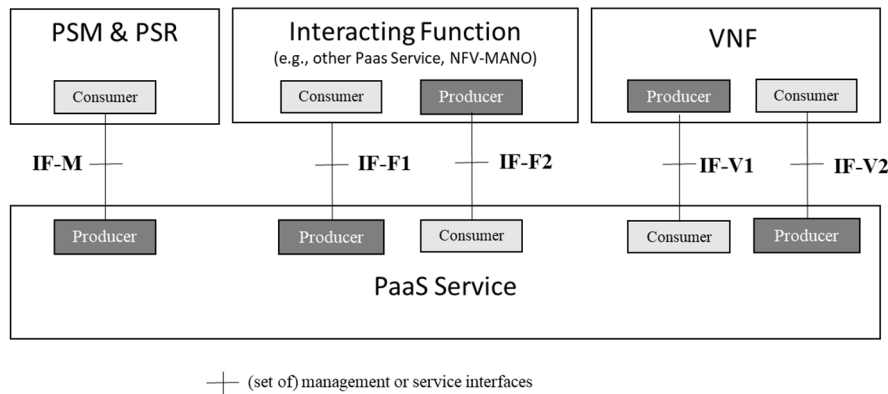 PSM & PSR
Interacting Function
(e.g., other Paas Service, NFV-MANO)
VNF
Consumer
Consumer
Producer
Producer
Consumer
IF-M
IF-F1
IF-F2
IF-V1
IF-V2
Producer
Producer
Consumer
Consumer
Producer
PaaS Service
(set of) management or service interfaces